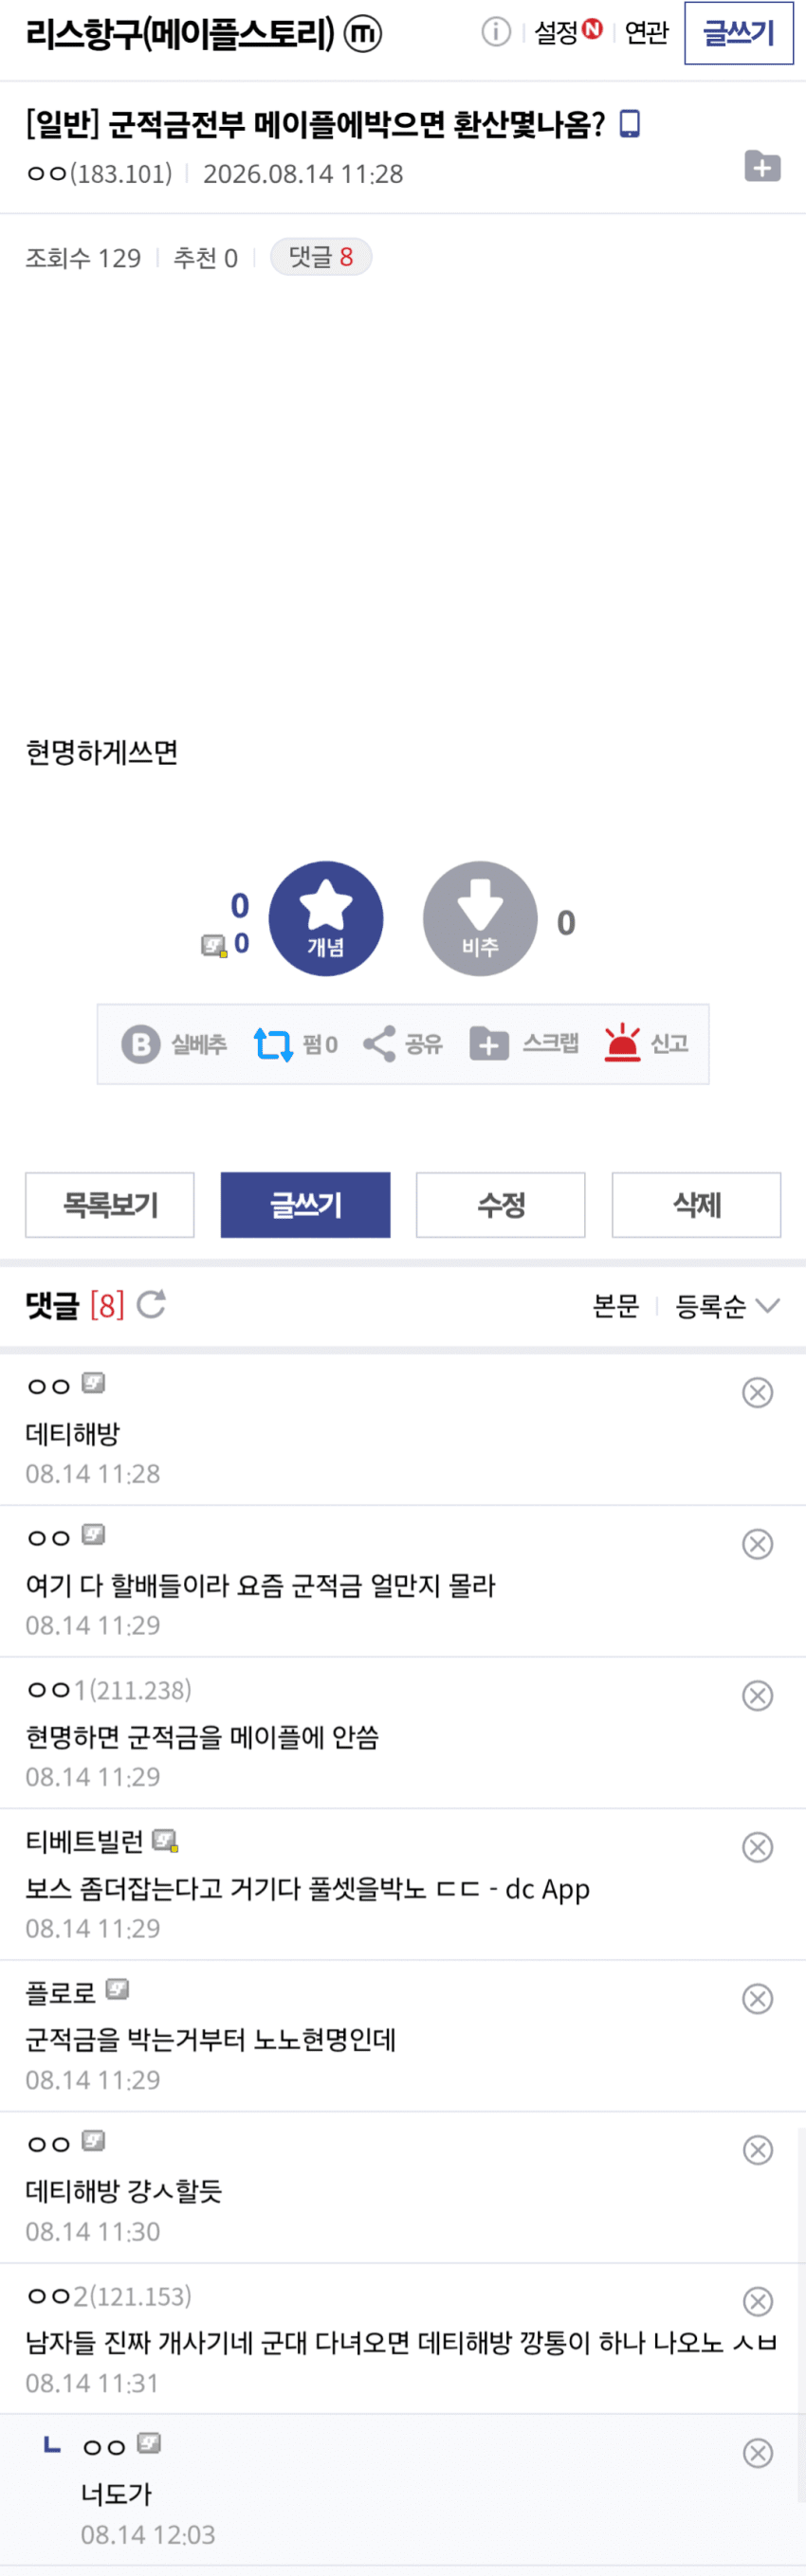 리스항구(메이플스토리) ⓜ
설정 N 연관 글쓰기
[일반] 군적금전부 메이플에박으면 환산몇나옴?
ㅇㅇ(183.101) 2026.08.14 11:28
조회수 129 추천 0 댓글 8
현명하게쓰면
0
0
개념
비추
0
실베추 펌 0 공유 스크랩 신고
목록보기 글쓰기 수정 삭제
댓글 [8] 본문 등록순
ㅇㅇ
데티해방
08.14 11:28
ㅇㅇ
여기 다 할배들이라 요즘 군적금 얼만지 몰라
08.14 11:29
ㅇㅇ1(211.238)
현명하면 군적금을 메이플에 안씀
08.14 11:29
티베트빌런
보스 좀더잡는다고 거기다 풀셋을박노 ㄷㄷ - dc App
08.14 11:29
플로로
군적금을 박는거부터 노노현명인데
08.14 11:29
ㅇㅇ
데티해방 걍ㅅ할듯
08.14 11:30
ㅇㅇ2(121.153)
남자들 진짜 개사기네 군대 다녀오면 데티해방 깡통이 하나 나오노 ㅅㅂ
08.14 11:31
ㅇㅇ
너도가
08.14 12:03